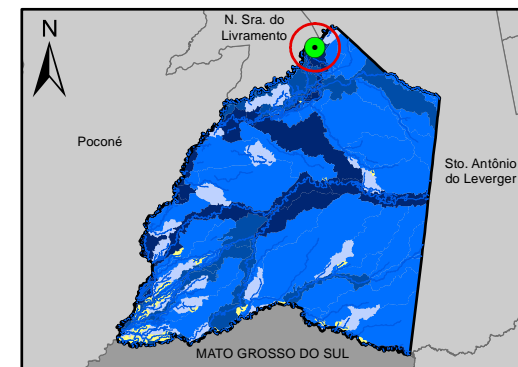 N
N. Sra. do
Livramento
Poconé
Sto. Antônio
do Leverger
MATO GROSSO DO SUL